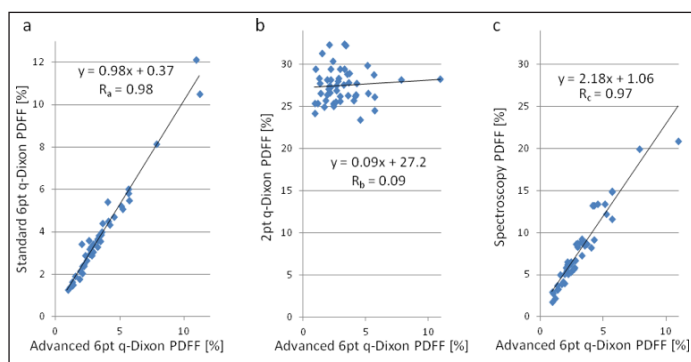 a
y = 0.98x + 0.37
Ra = 0.98
Standard 6pt q-Dixon PDFF [%]
14
12
10
8
6
4
2
0
0
5
10
Advanced 6pt q-Dixon PDFF [%]
b
y = 0.09x + 27.2
Rb = 0.09
2pt q-Dixon PDFF [%]
30
25
20
15
10
5
0
0
5
10
Advanced 6pt q-Dixon PDFF [%]
c
y = 2.18x + 1.06
Rc = 0.97
Spectroscopy PDFF [%]
30
25
20
15
10
5
0
0
5
10
Advanced 6pt q-Dixon PDFF [%]